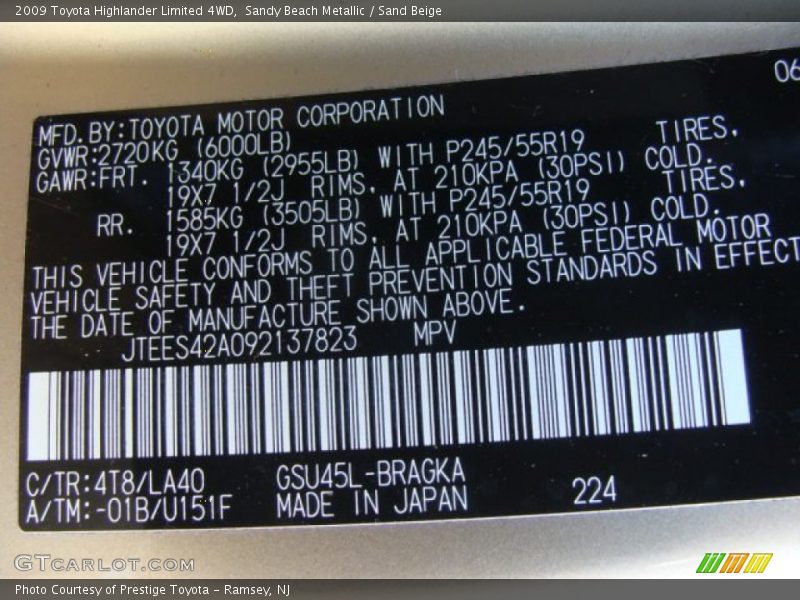 2009 Toyota Highlander Limited 4WD,  Sandy Beach Metallic / Sand Beige
06
MFD. BY:TOYOTA MOTOR CORPORATION
GVWR:2720KG (6000LB)
GAWR:FRT. 1340KG (2955LB) WITH P245/55R19 TIRES,
19X7 1/2J RIMS, AT 210KPA (30PSI) COLD.
RR. 1585KG (3505LB) WITH P245/55R19 TIRES,
19X7 1/2J RIMS, AT 210KPA (30PSI) COLD.
THIS VEHICLE CONFORMS TO ALL APPLICABLE FEDERAL MOTOR
VEHICLE SAFETY AND THEFT PREVENTION STANDARDS IN EFFECT
THE DATE OF MANUFACTURE SHOWN ABOVE.
JTEES42A092137823 MPV
C/TR:4T8/LA40 GSU45L-BRAGKA
A/TM:-01B/U151F MADE IN JAPAN 224
GTCARLOT.COM
Photo Courtesy of Prestige Toyota - Ramsey, NJ